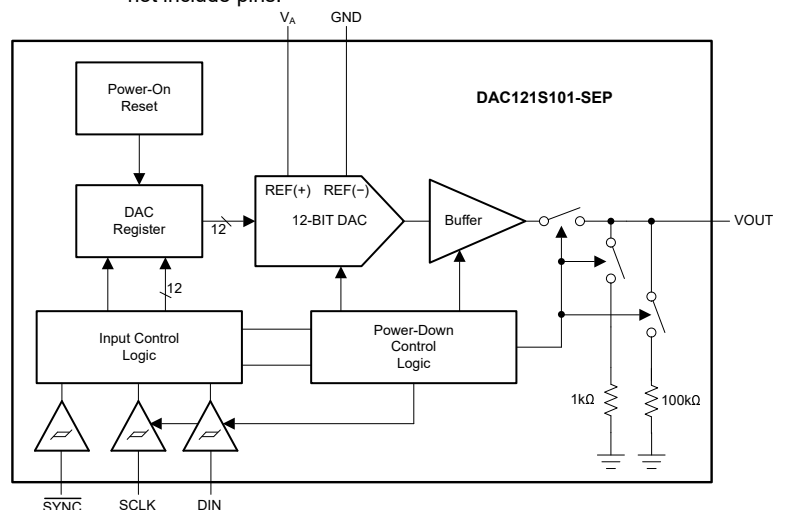 not include pins.
VA GND
DAC121S101-SEP
Power-On
Reset
REF(+) REF(−)
DAC
Register
12
12-BIT DAC
Buffer
VOUT
12
Input Control
Logic
Power-Down
Control
Logic
1kΩ
100kΩ
SYNC SCLK DIN